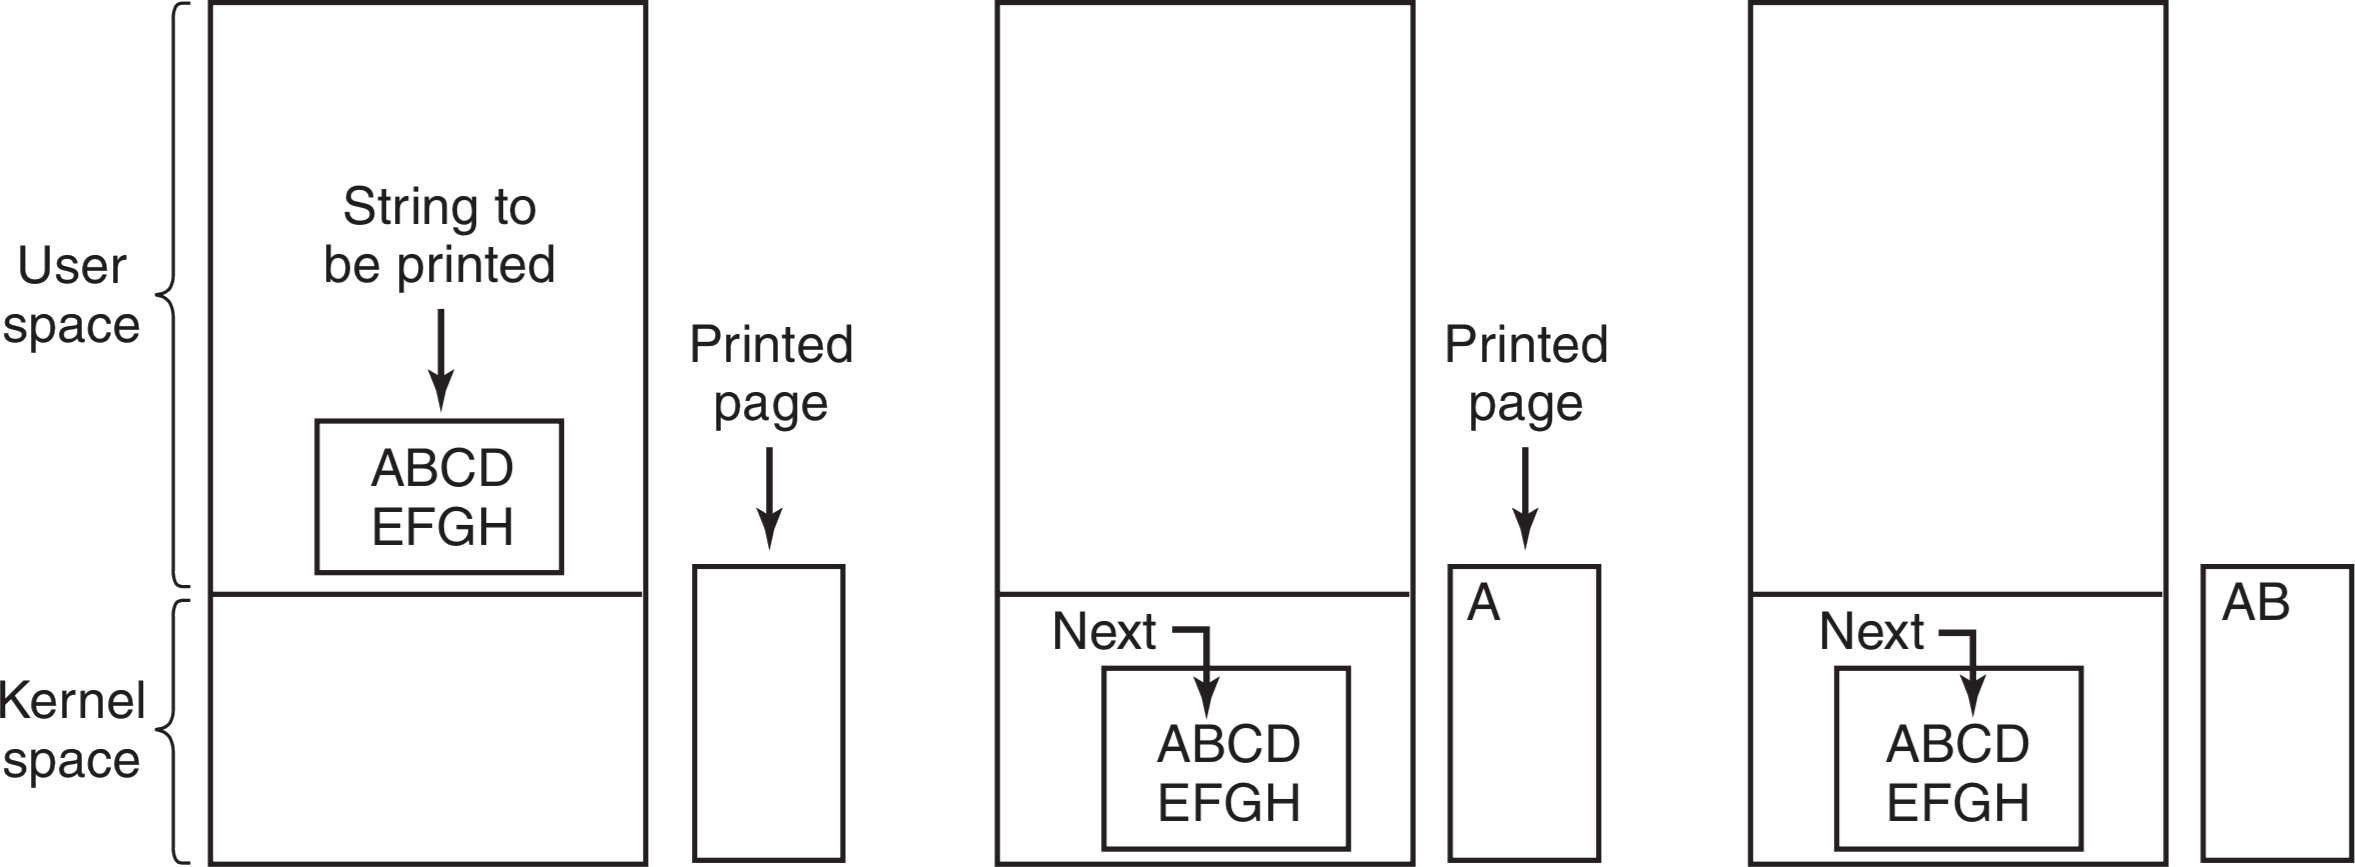 User
space
Kernel
space
String to
be printed
ABCD
EFGH
Printed
page
Next
ABCD
EFGH
Printed
page
A
Next
ABCD
EFGH
AB